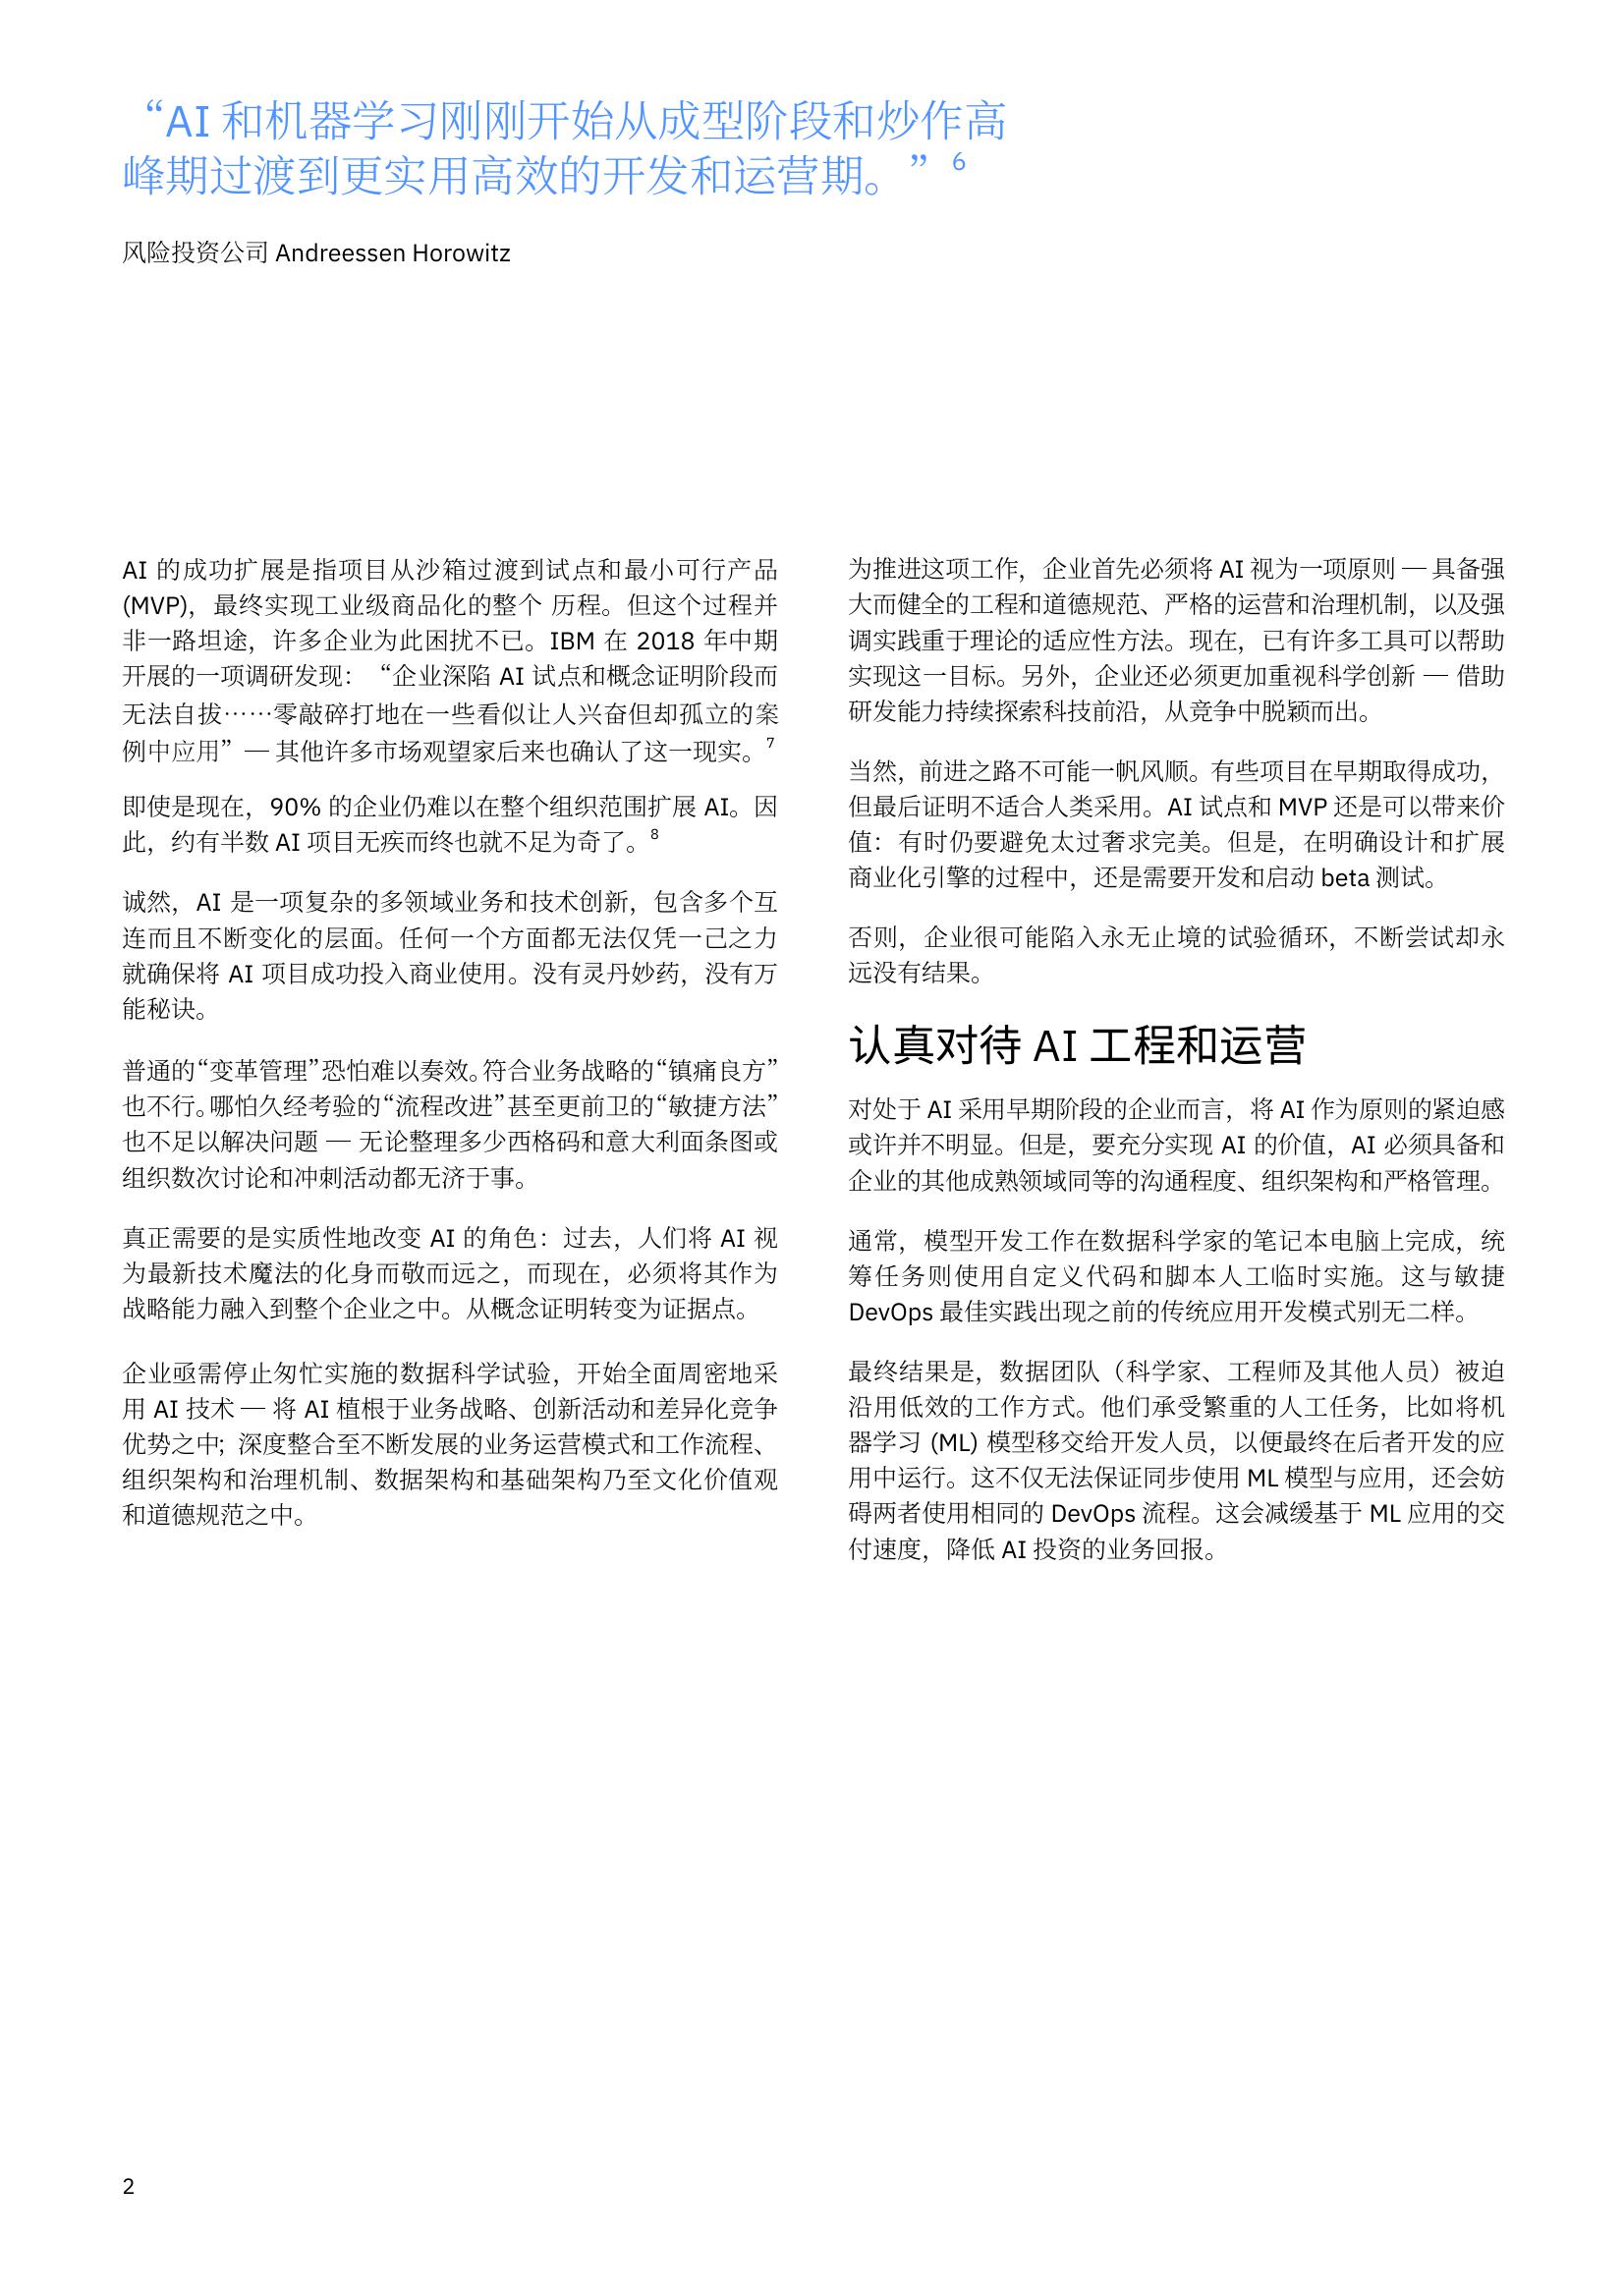 “AI 和机器学习刚刚开始从成型阶段和炒作高
峰期过渡到更实用高效的开发和运营期。”6
风险投资公司 Andreessen Horowitz
AI 的成功扩展是指项目从沙箱过渡到试点和最小可行产品
(MVP)，最终实现工业级商品化的整个 历程。但这个过程并
非一路坦途，许多企业为此困扰不已。IBM 在 2018 年中期
开展的一项调研发现：“企业深陷 AI 试点和概念证明阶段而
无法自拔……零敲碎打地在一些看似让人兴奋但却孤立的案
例中应用” — 其他许多市场观望家后来也确认了这一现实。7
即使是现在，90% 的企业仍难以在整个组织范围扩展 AI。因
此，约有半数 AI 项目无疾而终也就不足为奇了。8
诚然，AI 是一项复杂的多领域业务和技术创新，包含多个互
连而且不断变化的层面。任何一个方面都无法仅凭一己之力
就确保将 AI 项目成功投入商业使用。没有灵丹妙药，没有万
能秘诀。
普通的“变革管理”恐怕难以奏效。符合业务战略的“镇痛良方”
也不行。哪怕久经考验的“流程改进”甚至更前卫的“敏捷方法”
也不足以解决问题 — 无论整理多少西格码和意大利面条图或
组织数次讨论和冲刺活动都无济于事。
真正需要的是实质性地改变 AI 的角色：过去，人们将 AI 视
为最新技术魔法的化身而敬而远之，而现在，必须将其作为
战略能力融入到整个企业之中。从概念证明转变为证据点。
企业亟需停止匆忙实施的数据科学试验，开始全面周密地采
用 AI 技术 — 将 AI 植根于业务战略、创新活动和差异化竞争
优势之中; 深度整合至不断发展的业务运营模式和工作流程、
组织架构和治理机制、数据架构和基础架构乃至文化价值观
和道德规范之中。
为推进这项工作，企业首先必须将 AI 视为一项原则 — 具备强
大而健全的工程和道德规范、严格的运营和治理机制，以及强
调实践重于理论的适应性方法。现在，已有许多工具可以帮助
实现这一目标。另外，企业还必须更加重视科学创新 — 借助
研发能力持续探索科技前沿，从竞争中脱颖而出。
当然，前进之路不可能一帆风顺。有些项目在早期取得成功，
但最后证明不适合人类采用。AI 试点和 MVP 还是可以带来价
值：有时仍要避免太过奢求完美。但是，在明确设计和扩展
商业化引擎的过程中，还是需要开发和启动 beta 测试。
否则，企业很可能陷入永无止境的试验循环，不断尝试却永
远没有结果。
认真对待 AI 工程和运营
对处于 AI 采用早期阶段的企业而言，将 AI 作为原则的紧迫感
或许并不明显。但是，要充分实现 AI 的价值，AI 必须具备和
企业的其他成熟领域同等的沟通程度、组织架构和严格管理。
通常，模型开发工作在数据科学家的笔记本电脑上完成，统
筹任务则使用自定义代码和脚本人工临时实施。这与敏捷
DevOps 最佳实践出现之前的传统应用开发模式别无二样。
最终结果是，数据团队（科学家、工程师及其他人员）被迫
沿用低效的工作方式。他们承受繁重的人工任务，比如将机
器学习 (ML) 模型移交给开发人员，以便最终在后者开发的应
用中运行。这不仅无法保证同步使用 ML 模型与应用，还会妨
碍两者使用相同的 DevOps 流程。这会减缓基于 ML 应用的交
付速度，降低 AI 投资的业务回报。
2